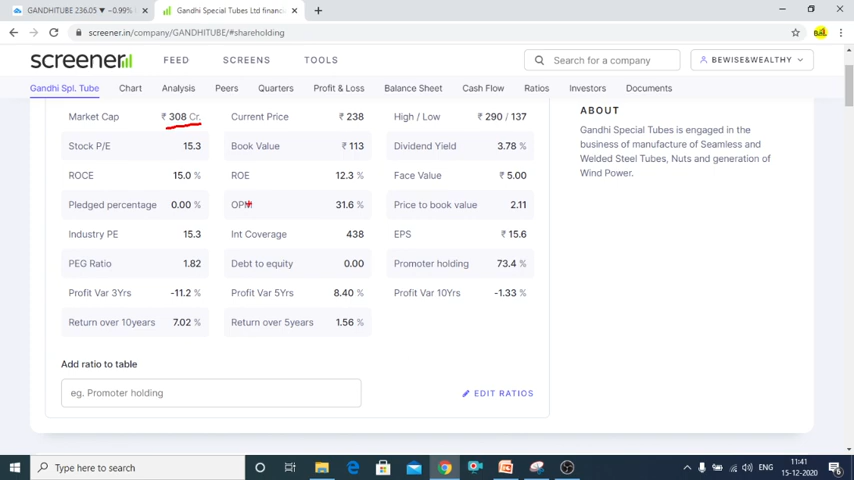 GANDHITUBE 236.05 ▼ −0.99%
Gandhi Special Tubes Ltd financi
screener.in/company/GANDHITUBE/#shareholding
screener
FEED SCREENS TOOLS
Search for a company
BEWISE&WEALTHY
Gandhi Spl. Tube Chart Analysis Peers Quarters Profit & Loss Balance Sheet Cash Flow Ratios Investors Documents
Market Cap ₹ 308 Cr. Current Price ₹ 238 High / Low ₹ 290 / 137
Stock P/E 15.3 Book Value ₹ 113 Dividend Yield 3.78 %
ROCE 15.0 % ROE 12.3 % Face Value ₹ 5.00
Pledged percentage 0.00 % OPM 31.6 % Price to book value 2.11
Industry PE 15.3 Int Coverage 438 EPS ₹ 15.6
PEG Ratio 1.82 Debt to equity 0.00 Promoter holding 73.4 %
Profit Var 3Yrs -11.2 % Profit Var 5Yrs 8.40 % Profit Var 10Yrs -1.33 %
Return over 10years 7.02 % Return over 5years 1.56 %
Add ratio to table
eg. Promoter holding
EDIT RATIOS
ABOUT
Gandhi Special Tubes is engaged in the
business of manufacture of Seamless and
Welded Steel Tubes, Nuts and generation of
Wind Power.
Type here to search
ENG
11:41
15-12-2020